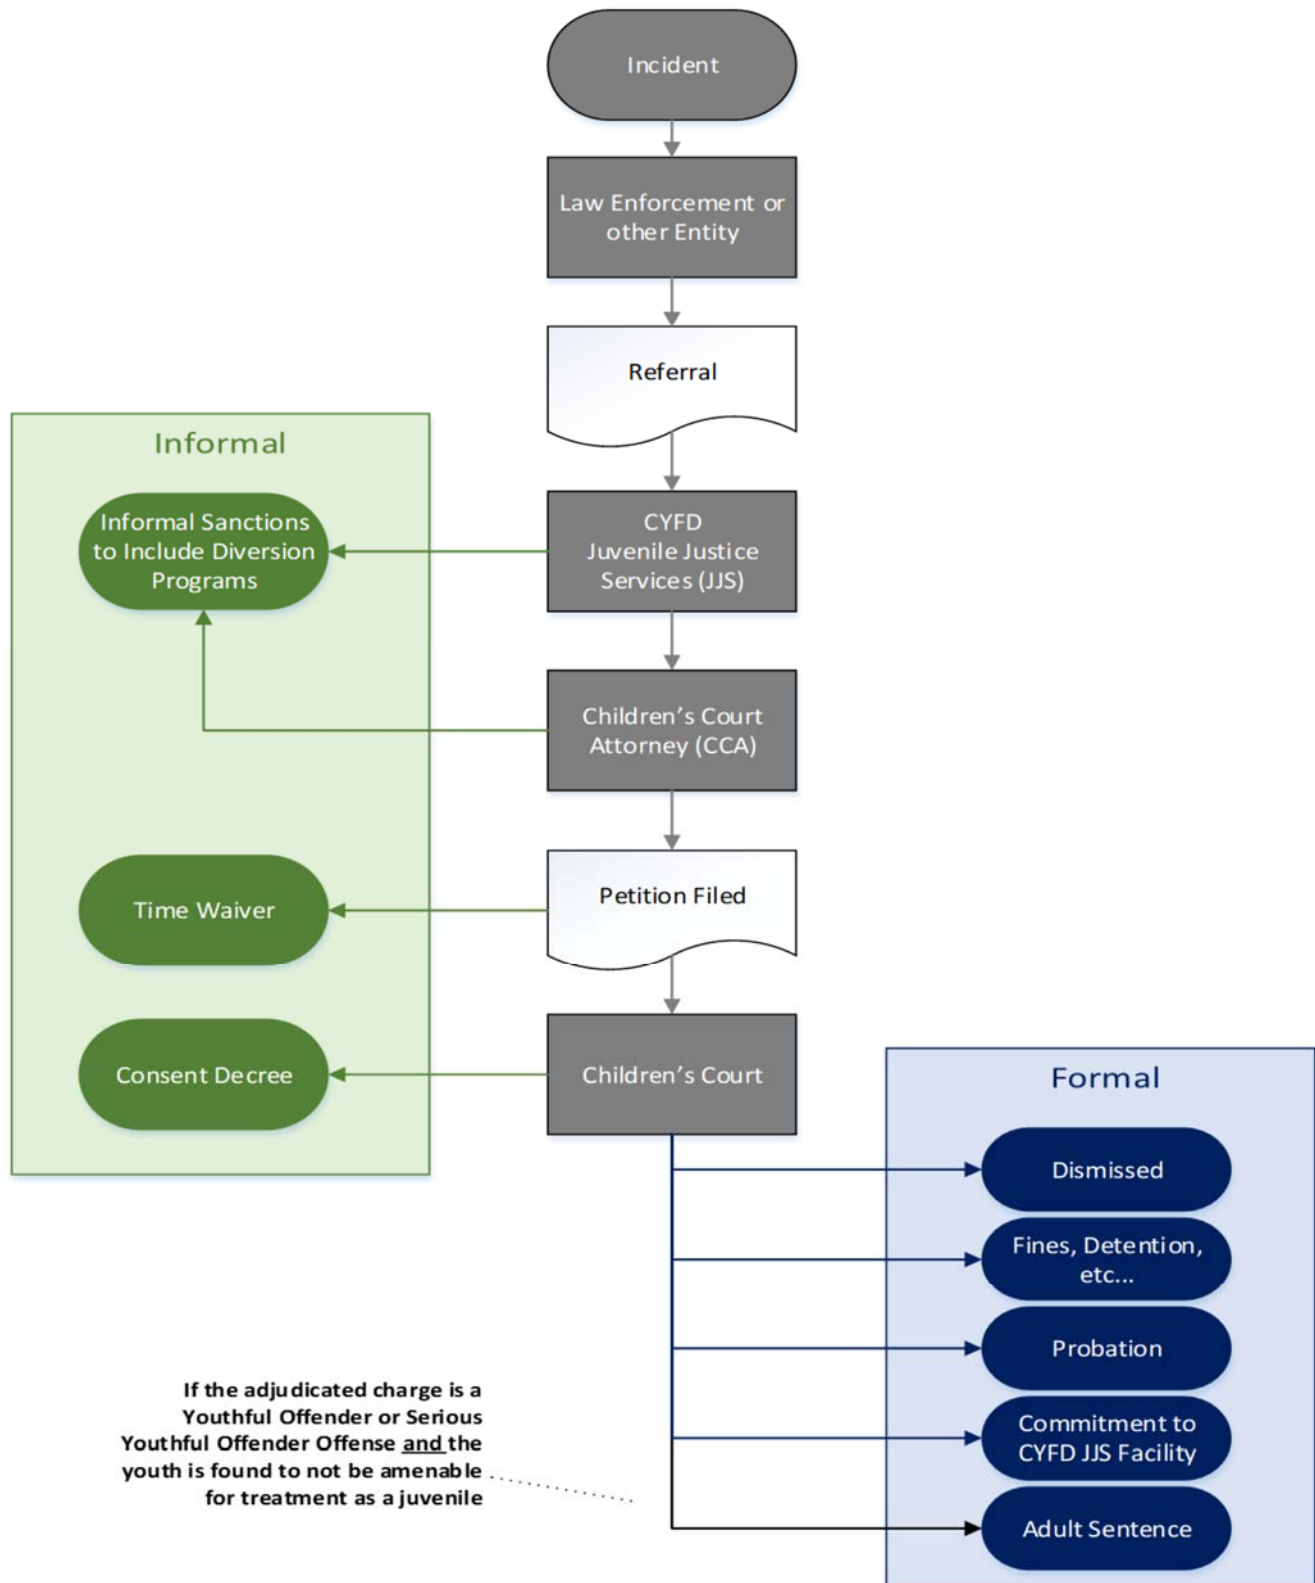 Incident
Law Enforcement or
other Entity
Referral
Informal
Informal Sanctions
to Include Diversion
Programs
CYFD
Juvenile Justice
Services (JJS)
Children's Court
Attorney (CCA)
Time Waiver
Petition Filed
Consent Decree
Children's Court
Formal
Dismissed
Fines, Detention,
etc...
Probation
Commitment to
CYFD JJS Facility
Adult Sentence
If the adjudicated charge is a
Youthful Offender or Serious
Youthful Offender Offense and the
youth is found to not be amenable
for treatment as a juvenile